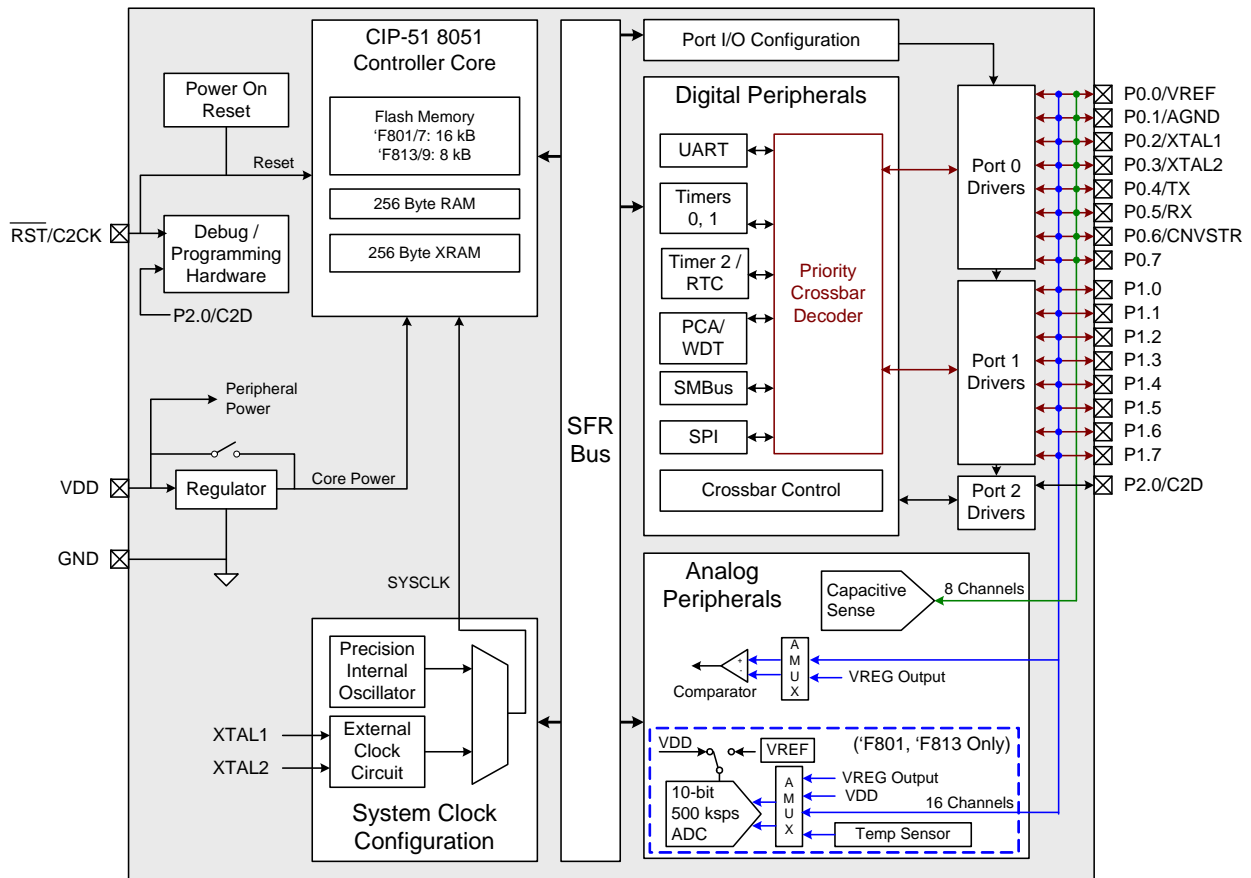 CIP-51 8051
Controller Core
Flash Memory
'F801/7: 16 kB
'F813/9: 8 kB
256 Byte RAM
256 Byte XRAM
Power On
Reset
Reset
RST/C2CK
Debug /
Programming
Hardware
P2.0/C2D
Peripheral
Power
VDD
Regulator
Core Power
GND
SYSCLK
Precision
Internal
Oscillator
XTAL1
XTAL2
External
Clock
Circuit
System Clock
Configuration
SFR
Bus
Port I/O Configuration
Digital Peripherals
UART
Timers
0, 1
Timer 2 /
RTC
PCA/
WDT
SMBus
SPI
Priority
Crossbar
Decoder
Crossbar Control
Port 0
Drivers
Port 1
Drivers
Port 2
Drivers
P0.0/VREF
P0.1/AGND
P0.2/XTAL1
P0.3/XTAL2
P0.4/TX
P0.5/RX
P0.6/CNVSTR
P0.7
P1.0
P1.1
P1.2
P1.3
P1.4
P1.5
P1.6
P1.7
P2.0/C2D
Analog
Peripherals
Capacitive
Sense
8 Channels
Comparator
+
-
AMUX
VREG Output
('F801, 'F813 Only)
VDD
VREF
10-bit
500 ksps
ADC
AMUX
VREG Output
VDD
16 Channels
Temp Sensor